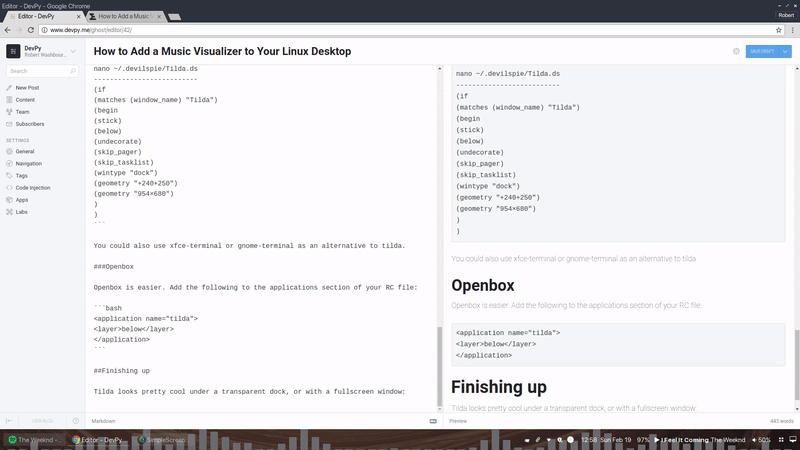 Editor - DevPy - Google Chrome
Editor - DevPy
How to Add a Music V
Robert
www.devpy.me/ghost/editor/42/
DevPy
Robert Washbour...
How to Add a Music Visualizer to Your Linux Desktop
SAVE DRAFT
Search
New Post
Content
Team
Subscribers
SETTINGS
General
Navigation
Tags
Code Injection
Apps
Labs
VIEW BLOG
nano ~/.devilspie/Tilda.ds
--------------------------
(if
(matches (window_name) "Tilda")
(begin
(stick)
(below)
(undecorate)
(skip_pager)
(skip_tasklist)
(wintype "dock")
(geometry "+240+250")
(geometry "954×680")
)
)
```
You could also use xfce-terminal or gnome-terminal as an alternative to tilda.
###Openbox
Openbox is easier. Add the following to the applications section of your RC file:
```bash
<application name="tilda">
<layer>below</layer>
</application>
```
##Finishing up
Tilda looks pretty cool under a transparent dock, or with a fullscreen window:
Markdown
nano ~/.devilspie/Tilda.ds
--------------------------
(if
(matches (window_name) "Tilda")
(begin
(stick)
(below)
(undecorate)
(skip_pager)
(skip_tasklist)
(wintype "dock")
(geometry "+240+250")
(geometry "954×680")
)
)
You could also use xfce-terminal or gnome-terminal as an alternative to tilda.
Openbox
Openbox is easier. Add the following to the applications section of your RC file:
<application name="tilda">
<layer>below</layer>
</application>
Finishing up
Tilda looks pretty cool under a transparent dock, or with a fullscreen window:
Preview
443 words
The Weeknd -...
Editor - DevPy...
SimpleScreen
12:58 Sun Feb 19
97%
I Feel It Coming The Weeknd
50%